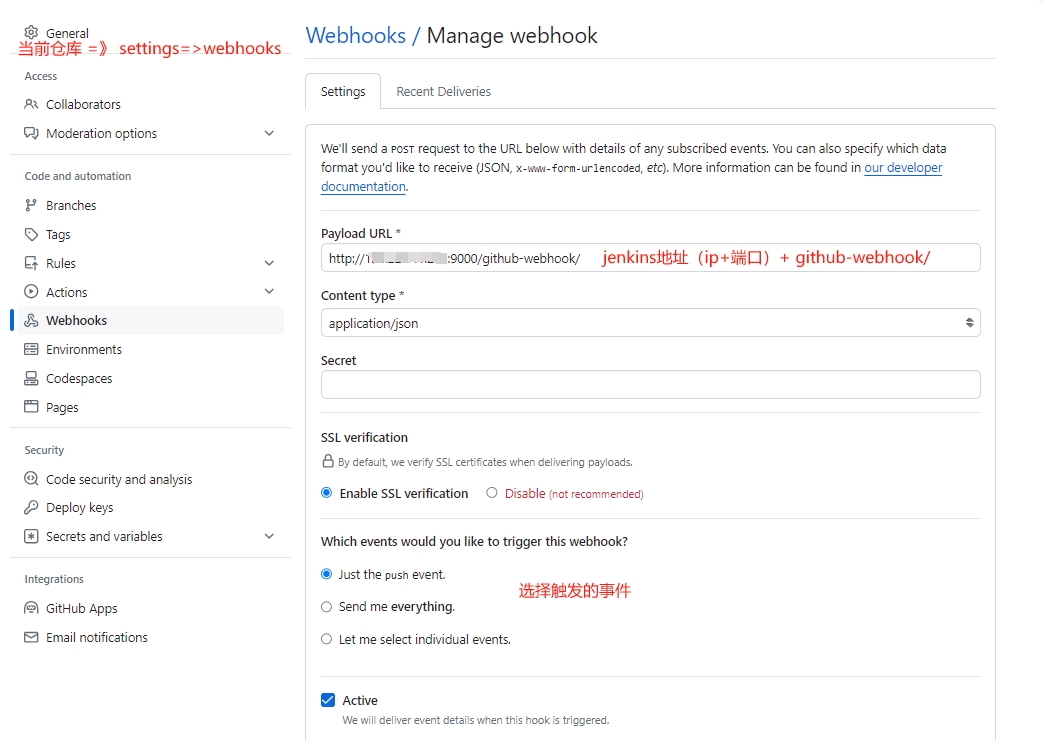 General
当前仓库 =》 settings=>webhooks
Access
Collaborators
Moderation options
Code and automation
Branches
Tags
Rules
Actions
Webhooks
Environments
Codespaces
Pages
Security
Code security and analysis
Deploy keys
Secrets and variables
Integrations
GitHub Apps
Email notifications
Webhooks / Manage webhook
Settings Recent Deliveries
We'll send a POST request to the URL below with details of any subscribed events. You can also specify which data
format you'd like to receive (JSON, x-www-form-urlencoded, etc). More information can be found in our developer
documentation.
Payload URL *
http://1 :9000/github-webhook/ jenkins地址（ip+端口）+ github-webhook/
Content type *
application/json
Secret
SSL verification
By default, we verify SSL certificates when delivering payloads.
Enable SSL verification Disable (not recommended)
Which events would you like to trigger this webhook?
Just the push event.
选择触发的事件
Send me everything.
Let me select individual events.
Active
We will deliver event details when this hook is triggered.